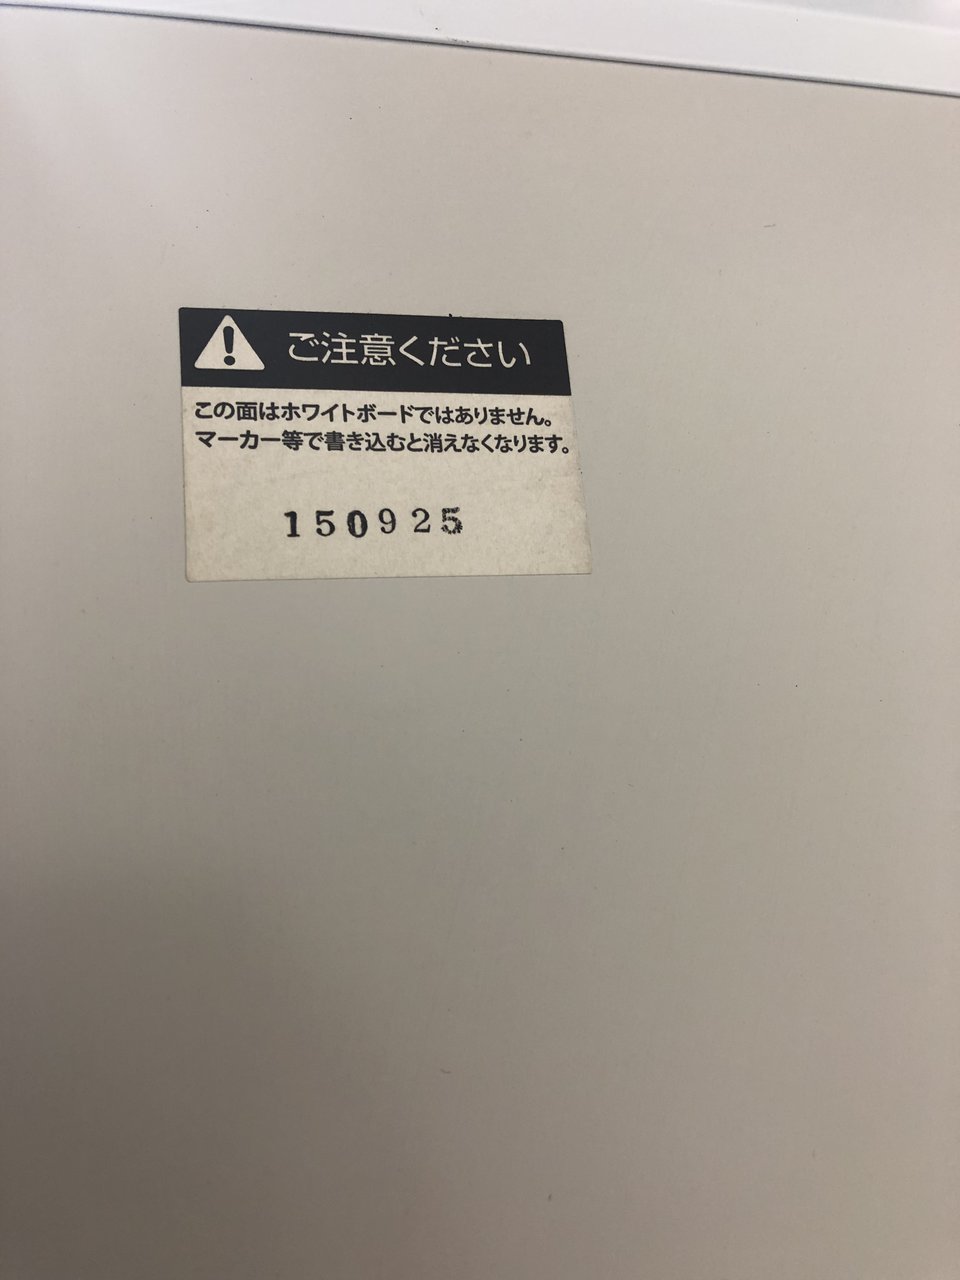 ご注意ください
この面はホワイトボードではありません。
マーカー等で書き込むと消えなくなります。
150925